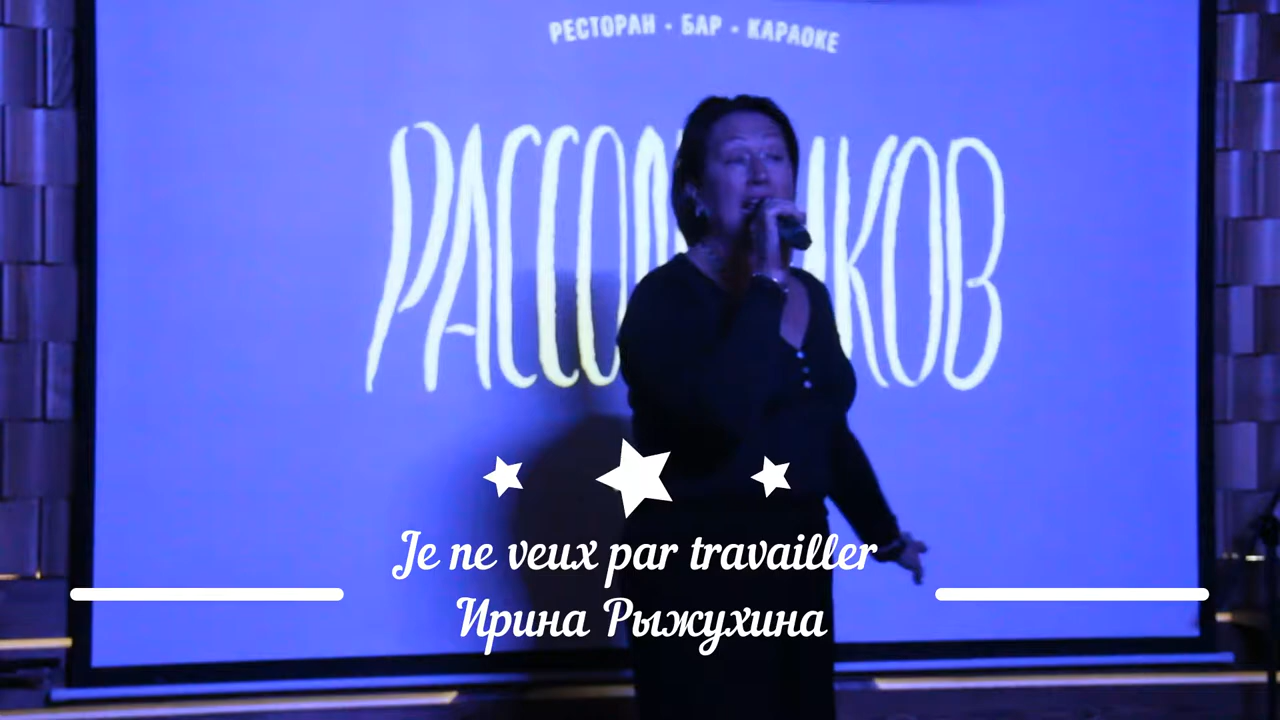 РЕСТОРАН • БАР • КАРАОКЕ
Je ne veux par travailler
Ирина Рыжухина